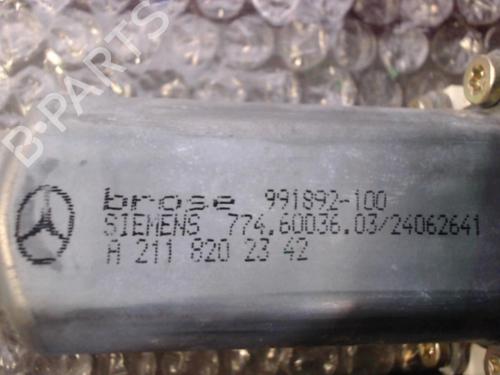 B-PARTS
brose 991892-100
SIEMENS 774.60036.03/24062641
A 211 820 23 42